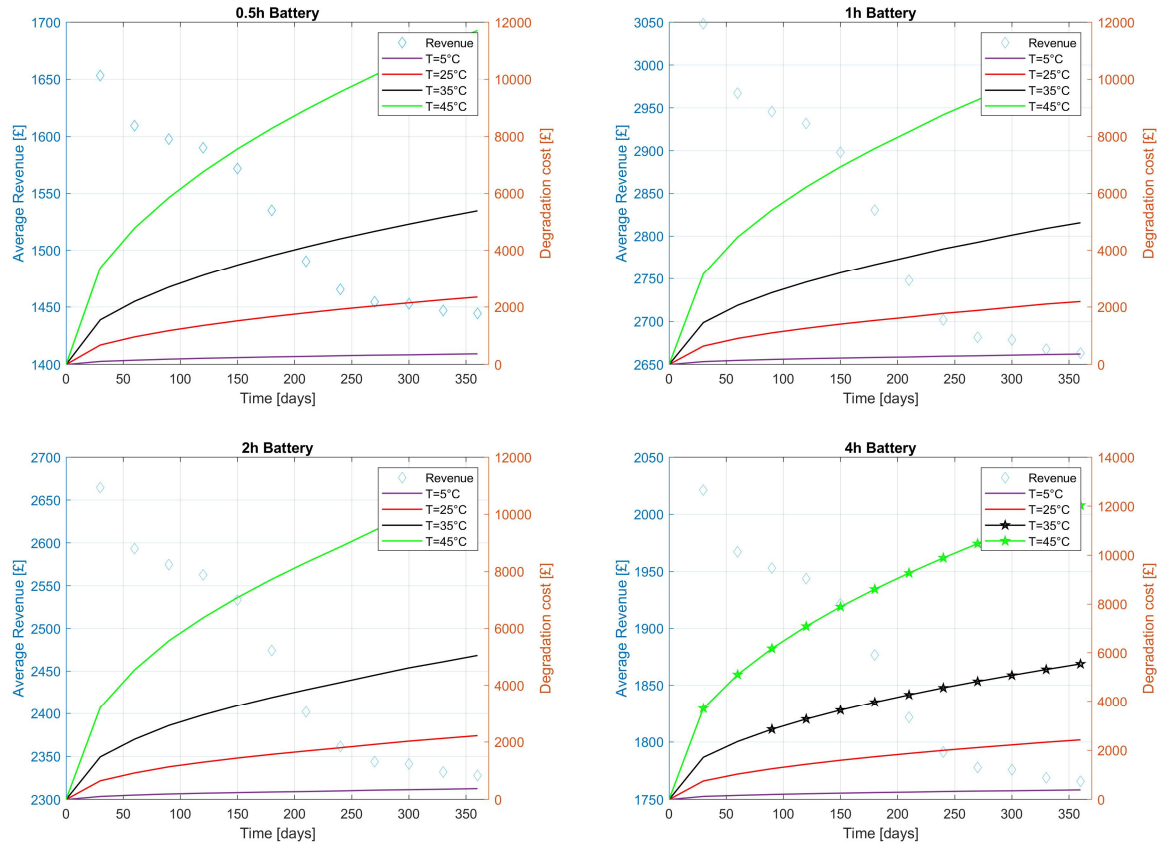 0.5h Battery
1700
1650
1600
1550
1500
1450
1400
Average Revenue [£]
12000
10000
8000
6000
4000
2000
0
Degradation cost [£]
0 50 100 150 200 250 300 350
Time [days]
Revenue
T=5°C
T=25°C
T=35°C
T=45°C
1h Battery
3050
3000
2950
2900
2850
2800
2750
2700
2650
Average Revenue [£]
12000
10000
8000
6000
4000
2000
0
Degradation cost [£]
0 50 100 150 200 250 300 350
Time [days]
Revenue
T=5°C
T=25°C
T=35°C
T=45°C
2h Battery
2700
2650
2600
2550
2500
2450
2400
2350
2300
Average Revenue [£]
12000
10000
8000
6000
4000
2000
0
Degradation cost [£]
0 50 100 150 200 250 300 350
Time [days]
Revenue
T=5°C
T=25°C
T=35°C
T=45°C
4h Battery
2050
2000
1950
1900
1850
1800
1750
Average Revenue [£]
14000
12000
10000
8000
6000
4000
2000
0
Degradation cost [£]
0 50 100 150 200 250 300 350
Time [days]
Revenue
T=5°C
T=25°C
T=35°C
T=45°C